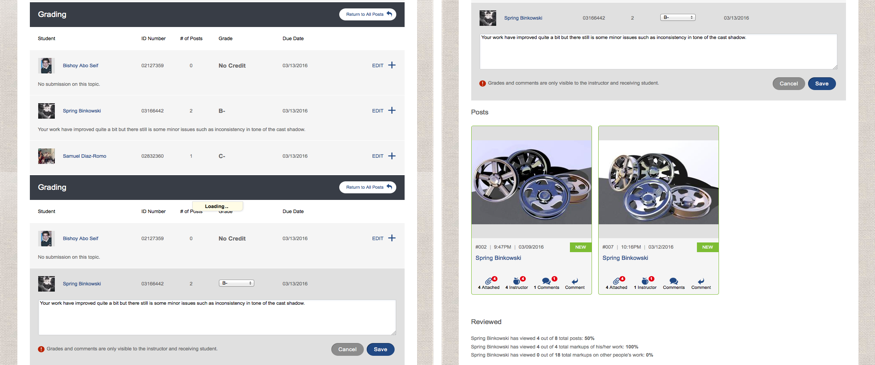 Grading
Return to All Posts
Student ID Number # of Posts Grade Due Date
Bishoy Abo Seif 02127359 0 No Credit 03/13/2016 EDIT
No submission on this topic.
Spring Binkowski 03166442 2 B- 03/13/2016 EDIT
Your work have improved quite a bit but there still is some minor issues such as inconsistency in tone of the cast shadow.
Samuel Diaz-Romo 02832360 1 C- 03/13/2016 EDIT
Grading
Return to All Posts
Loading...
Student ID Number # of Posts Grade Due Date
Bishoy Abo Seif 02127359 0 No Credit 03/13/2016 EDIT
No submission on this topic.
Spring Binkowski 03166442 2 B- 03/13/2016
Your work have improved quite a bit but there still is some minor issues such as inconsistency in tone of the cast shadow.
Grades and comments are only visible to the instructor and receiving student.
Cancel Save
Spring Binkowski 03166442 2 B- 03/13/2016
Your work have improved quite a bit but there still is some minor issues such as inconsistency in tone of the cast shadow.
Grades and comments are only visible to the instructor and receiving student.
Cancel Save
Posts
#002 | 9:47PM | 03/09/2016 NEW
Spring Binkowski
4 4 1
4 Attached 4 Instructor 1 Comments Comment
#007 | 10:16PM | 03/12/2016 NEW
Spring Binkowski
4 1
4 Attached 1 Instructor Comments Comment
Reviewed
Spring Binkowski has viewed 4 out of 8 total posts: 50%
Spring Binkowski has viewed 4 out of 4 total markups of his/her work: 100%
Spring Binkowski has viewed 0 out of 18 total markups on other people's work: 0%